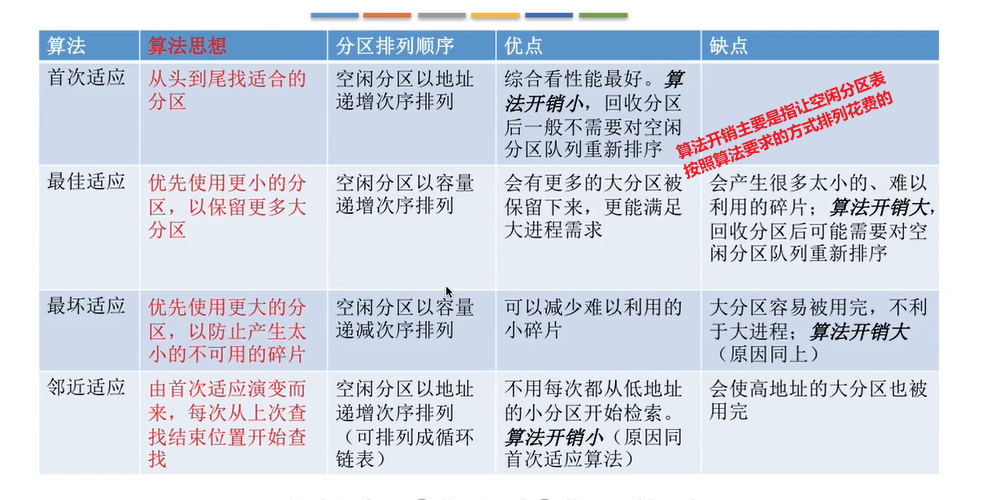 算法 算法思想 分区排列顺序 优点 缺点
首次适应
从头到尾找适合的
分区
空闲分区以地址
递增次序排列
综合看性能最好。算
法开销小，回收分区
后一般不需要对空闲
分区队列重新排序
算法开销主要是指让空闲分区表
按照算法要求的方式排列花费的
最佳适应
优先使用更小的分
区，以保留更多大
分区
空闲分区以容量
递增次序排列
会有更多的大分区被
保留下来，更能满足
大进程需求
会产生很多太小的、难以
利用的碎片；算法开销大，
回收分区后可能需要对空
闲分区队列重新排序
最坏适应
优先使用更大的分
区，以防止产生太
小的不可用的碎片
空闲分区以容量
递减次序排列
可以减少难以利用的
小碎片
大分区容易被用完，不利
于大进程；算法开销大
（原因同上）
邻近适应
由首次适应演变而
来，每次从上次查
找结束位置开始查
找
空闲分区以地址
递增次序排列
（可排列成循环
链表）
不用每次都从低地址
的小分区开始检索。
算法开销小（原因同
首次适应算法）
会使高地址的大分区也被
用完